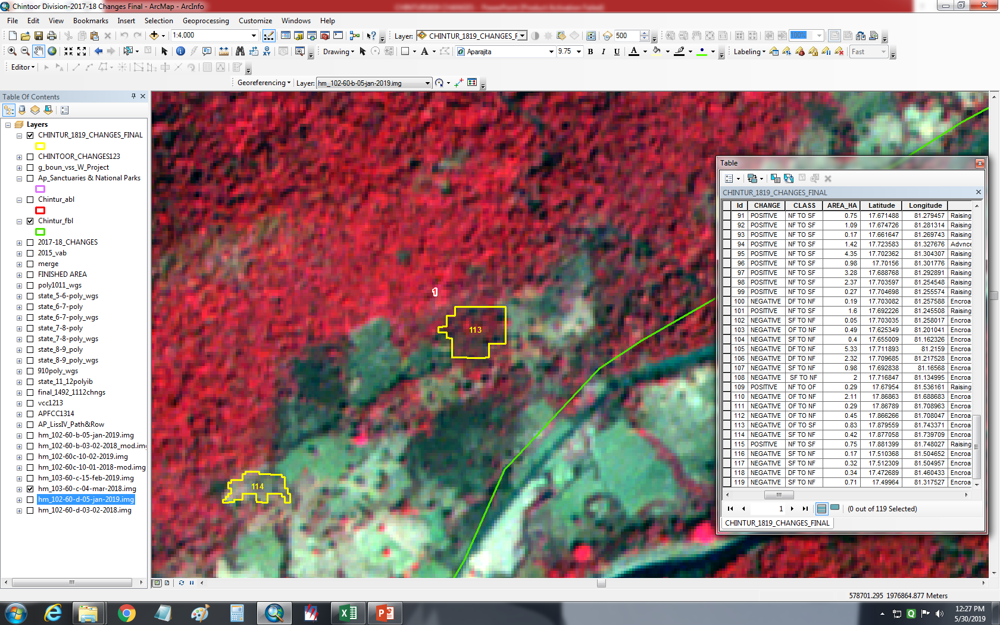 Chintoor Division-2017-18 Changes Final - ArcMap - ArcInfo
File Edit View Bookmarks Insert Selection Geoprocessing Customize Windows Help
1:4,000
Layer: CHINTUR_1819_CHANGES_F
500
100%
Drawing
Aparajita
9.75
B I U A
Labeling
Fast
Editor
Georeferencing Layer: hm_102-60-b-05-jan-2019.img
Table Of Contents
Layers
CHINTUR_1819_CHANGES_FINAL
CHINTOOR_CHANGES123
g_boun_vss_W_Project
Ap_Sanctuaries & National Parks
Chintur_abl
Chintur_fbl
2017-18_CHANGES
2015_vab
merge
FINISHED AREA
poly1011_wgs
state_5-6-poly_wgs
state_6-7-poly
state_6-7-poly_wgs
state_7-8-poly
state_7-8-poly_wgs
state_8-9_poly
state_8-9_poly_wgs
910poly_wgs
state_11_12polyib
final_1492_1112chngs
vcc1213
APFCC1314
AP_LissIV_Path&Row
hm_102-60-b-05-jan-2019.img
hm_102-60-b-03-02-2018_mod.img
hm_102-60c-10-02-2019.img
hm_102-60c-10-01-2018-mod.img
hm_103-60-c-15-feb-2019.img
hm_103-60-c-04-mar-2018.img
hm_102-60-d-05-jan-2019.img
hm_102-60-d-03-02-2018.img
1
113
114
Table
CHINTUR_1819_CHANGES_FINAL
Id CHANGE CLASS AREA_HA Latitude Longitude
91 POSITIVE NF TO SF 0.75 17.671488 81.279457 Raising
92 POSITIVE NF TO SF 1.09 17.674726 81.281314 Raising
93 POSITIVE NF TO SF 0.17 17.661647 81.269743 Raising
94 POSITIVE NF TO SF 1.42 17.723583 81.327676 Advnce
95 POSITIVE NF TO SF 4.35 17.702362 81.304307 Raising
96 POSITIVE NF TO SF 0.98 17.70156 81.301776 Raising
97 POSITIVE NF TO SF 3.28 17.688768 81.292891 Raising
98 POSITIVE NF TO SF 2.37 17.703597 81.254548 Raising
99 POSITIVE NF TO SF 0.27 17.704698 81.255574 Raising
100 NEGATIVE DF TO NF 0.19 17.703082 81.257588 Encroa
101 POSITIVE NF TO SF 1.6 17.692226 81.245508 Raising
102 NEGATIVE SF TO NF 0.05 17.703035 81.258017 Encroa
103 NEGATIVE OF TO NF 0.49 17.625349 81.201041 Encroa
104 NEGATIVE SF TO NF 0.4 17.655009 81.162326 Encroa
105 NEGATIVE DF TO NF 5.33 17.711893 81.2159 Encroa
106 NEGATIVE DF TO NF 2.32 17.709685 81.217528 Encroa
107 NEGATIVE SF TO NF 0.98 17.692838 81.16568 Encroa
108 NEGATIVE SF TO NF 2 17.716847 81.134995 Encroa
109 POSITIVE NF TO OF 0.29 17.67954 81.536161 Raising
110 NEGATIVE OF TO NF 2.11 17.86863 81.688683 Encroa
111 NEGATIVE OF TO NF 0.29 17.86789 81.708963 Encroa
112 NEGATIVE OF TO NF 0.45 17.866266 81.708047 Encroa
113 NEGATIVE OF TO SF 0.83 17.879559 81.743371 Encroa
114 NEGATIVE SF TO NF 0.42 17.877058 81.739709 Encroa
115 POSITIVE NF TO SF 0.75 17.881399 81.748027 Raising
116 NEGATIVE SF TO NF 0.17 17.510368 81.504652 Encroa
117 NEGATIVE SF TO NF 0.32 17.512309 81.504957 Encroa
118 NEGATIVE DF TO NF 0.34 17.472689 81.460433 Encroa
119 NEGATIVE SF TO NF 0.71 17.49964 81.317527 Encroa
1 (0 out of 119 Selected)
CHINTUR_1819_CHANGES_FINAL
578701.295 1976864.877 Meters
12:27 PM
5/30/2019